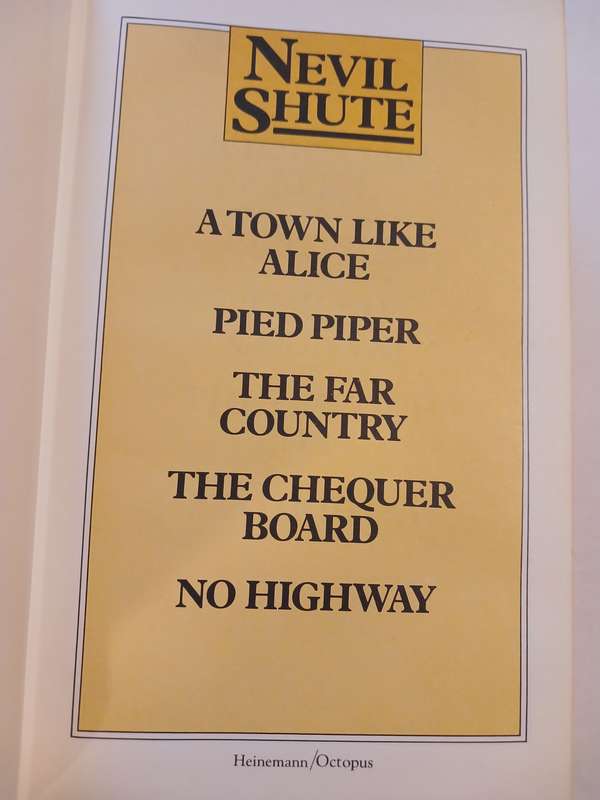 NEVIL
SHUTE
A TOWN LIKE
ALICE
PIED PIPER
THE FAR
COUNTRY
THE CHEQUER
BOARD
NO HIGHWAY
Heinemann/Octopus